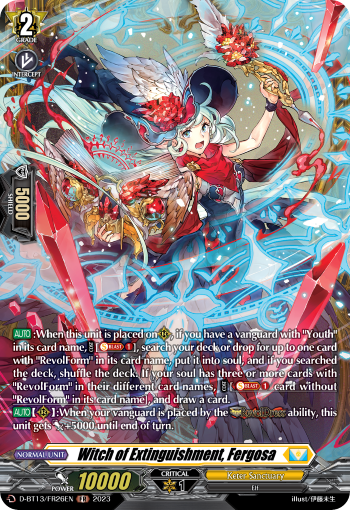 2
GRADE
INTERCEPT
5000
SHIELD
AUTO :When this unit is placed on R, if you have a vanguard with "Youth"
in its card name, [SOUL BLAST 1], search your deck or drop for up to one card
with "RevolForm" in its card name, put it into soul, and if you searched
the deck, shuffle the deck. If your soul has three or more cards with
"RevolForm" in their different card names, [SOUL BLAST 1 card without
"RevolForm" in its card name], and draw a card.
AUTO [R]:When your vanguard is placed by the ability, this
unit gets +5000 until end of turn.
NORMAL UNIT
Witch of Extinguishment, Fergosa
POWER 10000
CRITICAL
1
Keter Sanctuary
Elf
D-BT13/FR26EN FR 2023
illust/伊藤未生